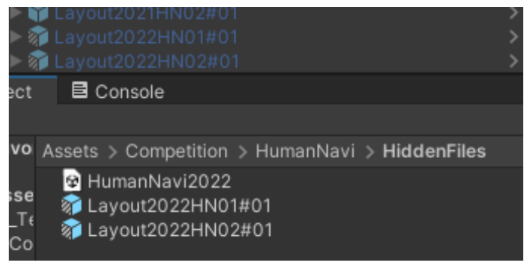 Layout2021HN02#01
Layout2022HN01#01
Layout2022HN02#01
ect Console
vo Assets > Competition > HumanNavi > HiddenFiles
HumanNavi2022
sse Layout2022HN01#01
_Te Layout2022HN02#01
Co